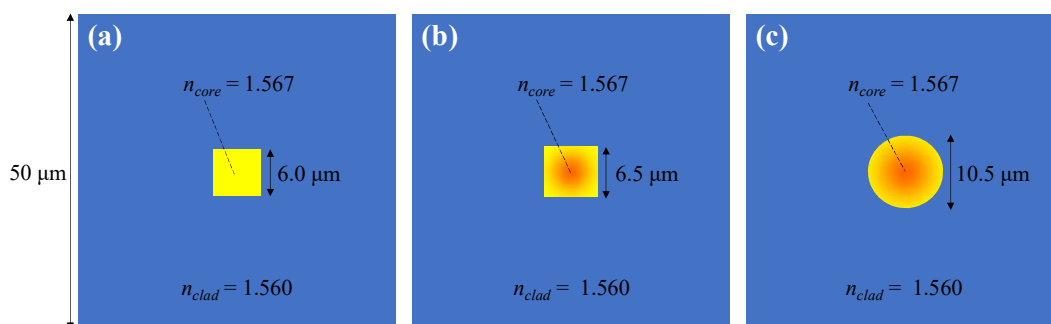 (a)
n_core = 1.567
50 μm
6.0 μm
n_clad = 1.560
(b)
n_core = 1.567
6.5 μm
n_clad = 1.560
(c)
n_core = 1.567
10.5 μm
n_clad = 1.560